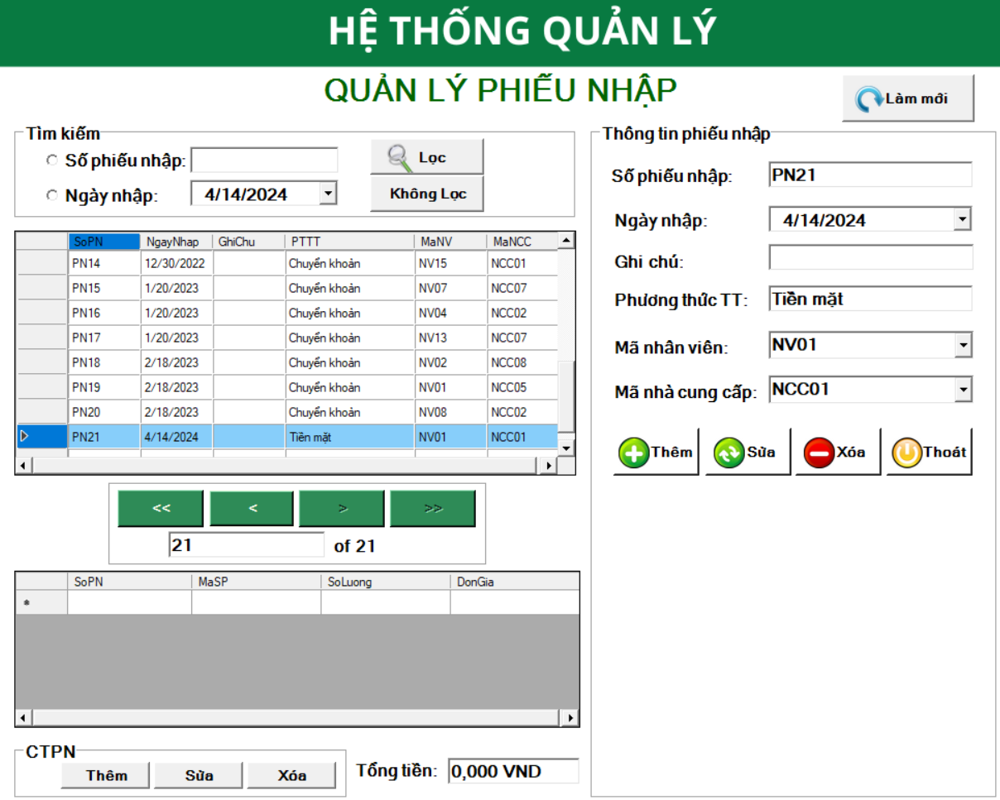 HỆ THỐNG QUẢN LÝ
QUẢN LÝ PHIẾU NHẬP
Làm mới
Tìm kiếm
Số phiếu nhập:
Lọc
Ngày nhập: 4/14/2024
Không Lọc
SoPN NgayNhap GhiChu PTTT MaNV MaNCC
PN14 12/30/2022 Chuyển khoản NV15 NCC01
PN15 1/20/2023 Chuyển khoản NV07 NCC07
PN16 1/20/2023 Chuyển khoản NV04 NCC02
PN17 1/20/2023 Chuyển khoản NV13 NCC07
PN18 2/18/2023 Chuyển khoản NV02 NCC08
PN19 2/18/2023 Chuyển khoản NV01 NCC05
PN20 2/18/2023 Chuyển khoản NV08 NCC02
PN21 4/14/2024 Tiền mặt NV01 NCC01
<< < > >>
21 of 21
SoPN MaSP SoLuong DonGia
*
CTPN
Thêm Sửa Xóa
Tổng tiền: 0,000 VND
Thông tin phiếu nhập
Số phiếu nhập: PN21
Ngày nhập: 4/14/2024
Ghi chú:
Phương thức TT: Tiền mặt
Mã nhân viên: NV01
Mã nhà cung cấp: NCC01
Thêm Sửa Xóa Thoát